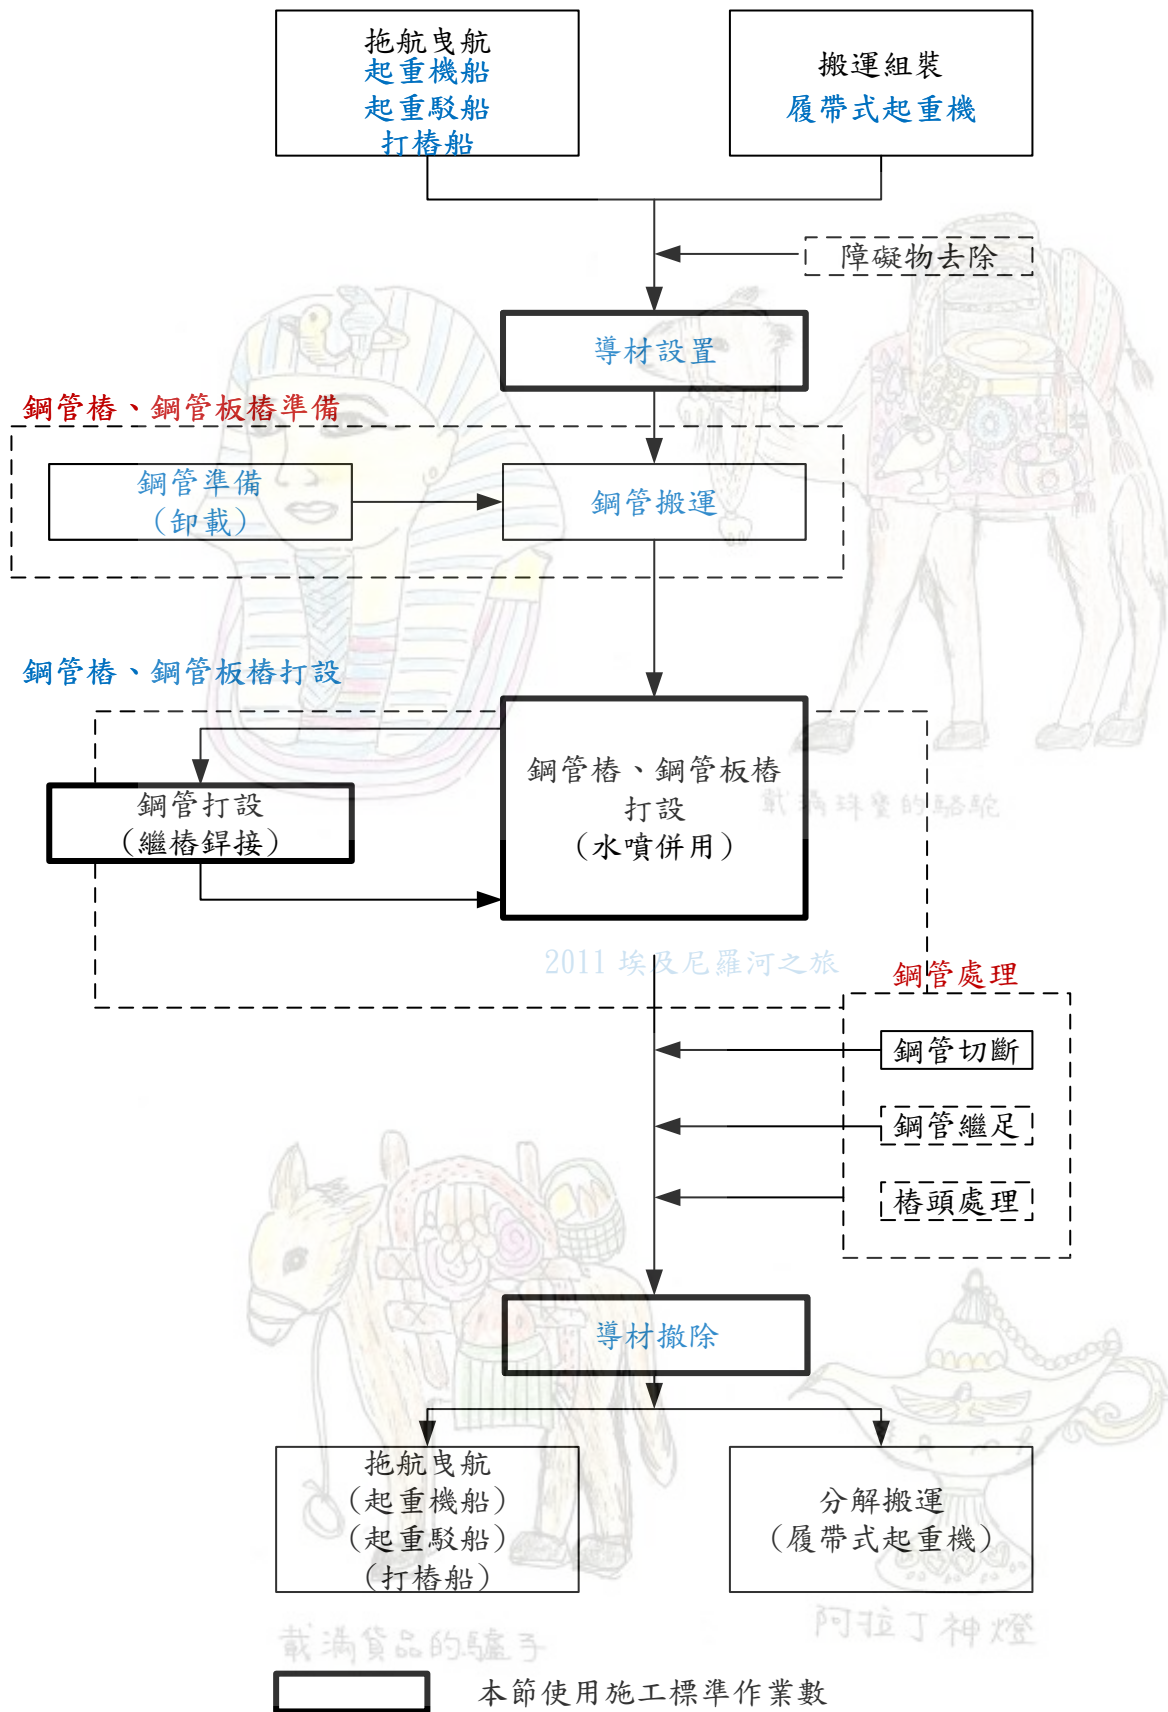 拖航曳航
起重機船
起重駁船
打樁船
搬運組裝
履帶式起重機
障礙物去除
導材設置
鋼管樁、鋼管板樁準備
鋼管準備
（卸載）
鋼管搬運
鋼管樁、鋼管板樁打設
鋼管樁、鋼管板樁
打設
（水噴併用）
鋼管打設
（繼樁銲接）
載滿珠寶的駱駝
2011 埃及尼羅河之旅
鋼管處理
鋼管切斷
鋼管繼足
樁頭處理
導材撤除
拖航曳航
（起重機船）
（起重駁船）
（打樁船）
分解搬運
（履帶式起重機）
載滿貨品的驢子
阿拉丁神燈
本節使用施工標準作業數